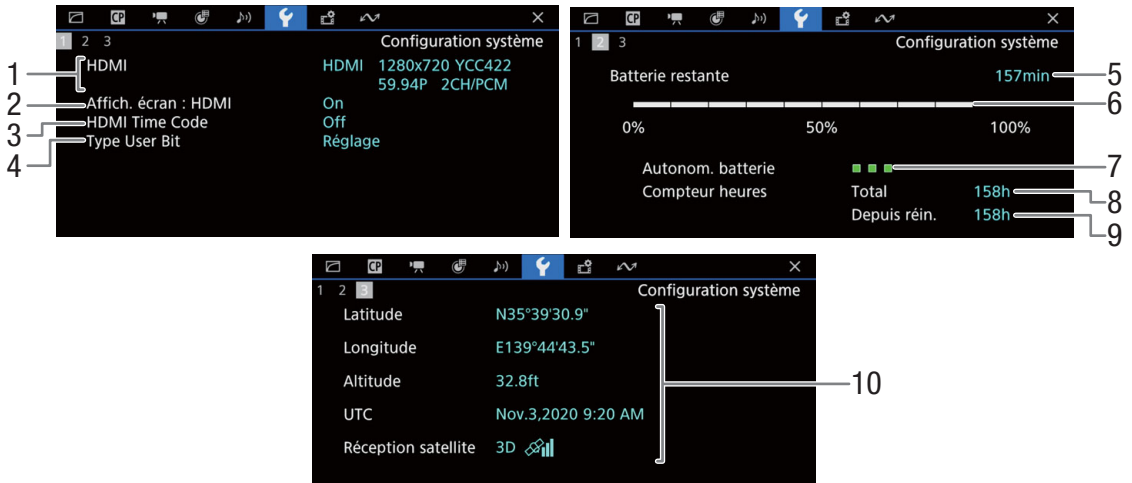 CP
1 2 3
Configuration système
1
HDMI
HDMI 1280x720 YCC422
59.94P 2CH/PCM
2
Affich. écran : HDMI On
3
HDMI Time Code Off
4
Type User Bit Réglage
CP
1 2 3
Configuration système
Batterie restante 157min
5
6
0% 50% 100%
Autonom. batterie
7
Compteur heures Total 158h
8
Depuis réin. 158h
9
CP
1 2 3
Configuration système
Latitude N35°39'30.9"
Longitude E139°44'43.5"
Altitude 32.8ft
10
UTC Nov.3,2020 9:20 AM
Réception satellite 3D